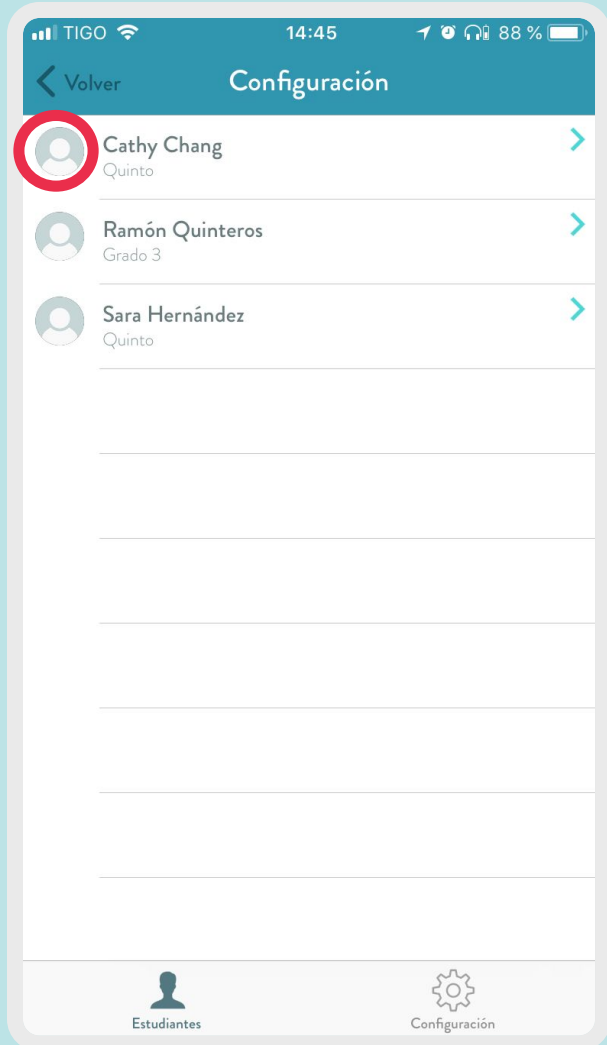 TIGO 14:45 88 %
Volver Configuración
Cathy Chang
Quinto
Ramón Quinteros
Grado 3
Sara Hernández
Quinto
Estudiantes Configuración